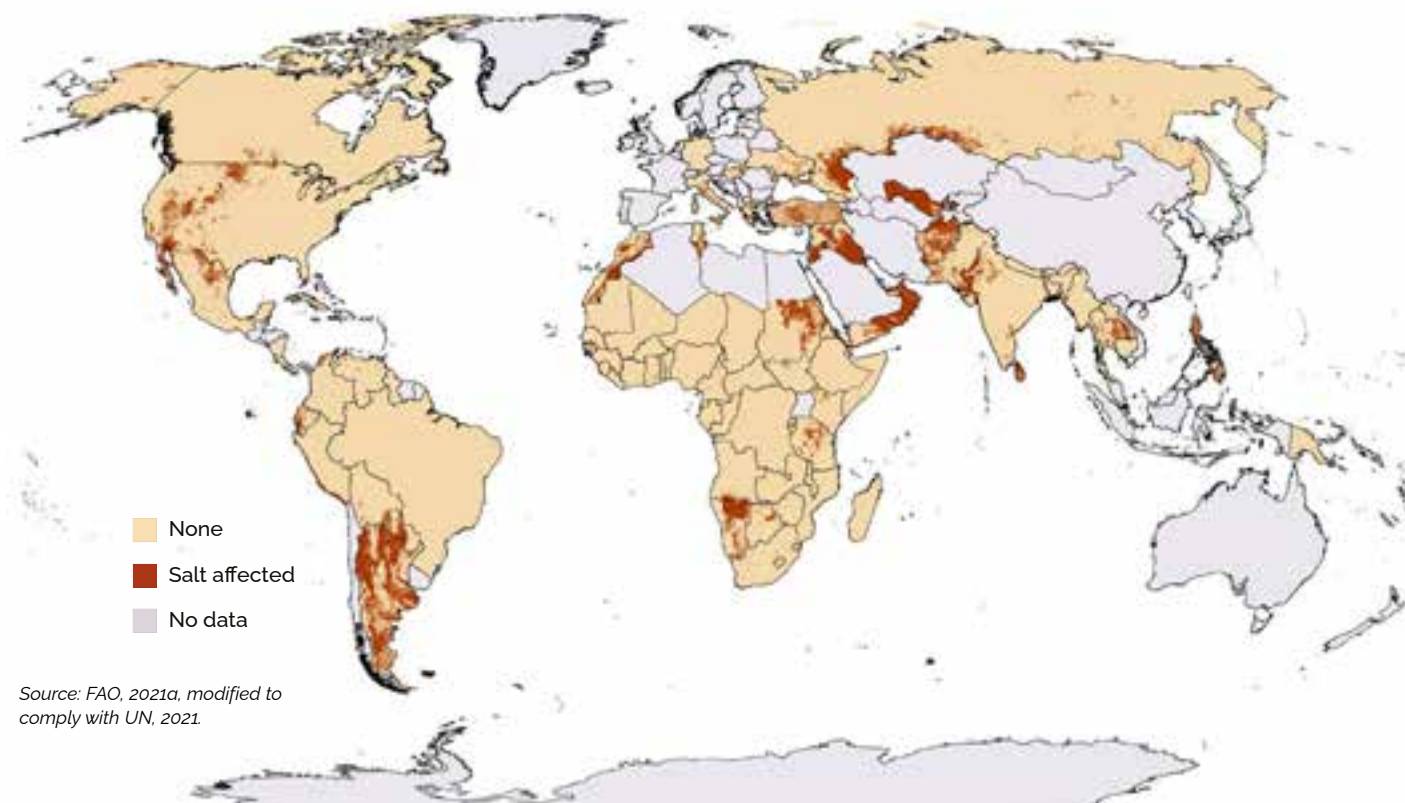 None
Salt affected
No data
Source: FAO, 2021a, modified to
comply with UN, 2021.